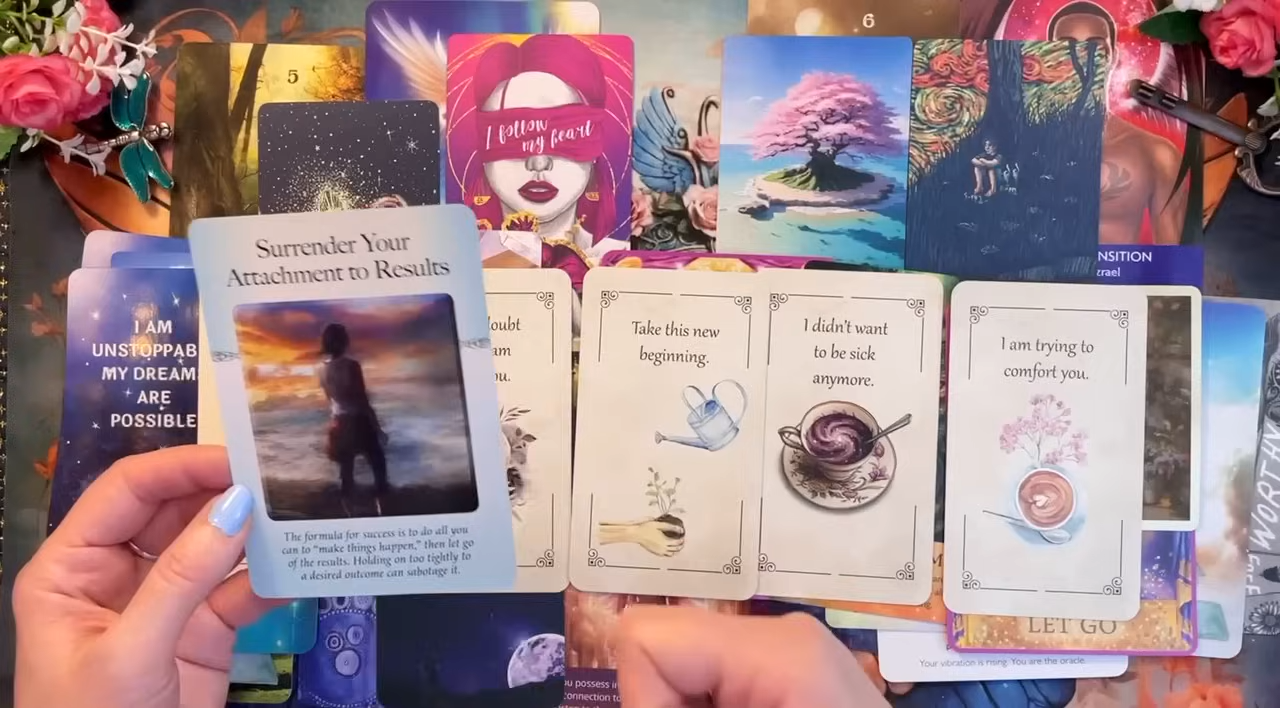 5
6
I follow
my heart
Surrender Your
Attachment to Results
The formula for success is to do all you
can to “make things happen,” then let go
of the results. Holding on too tightly to
a desired outcome can sabotage it.
I AM
UNSTOPPAB
MY DREAM
ARE
POSSIBLE
oubt
am
ou.
Take this new
beginning.
I didn't want
to be sick
anymore.
I am trying to
comfort you.
NSITION
zrael
LET GO
Your vibration is rising. You are the oracle.
ou possess in
connection to